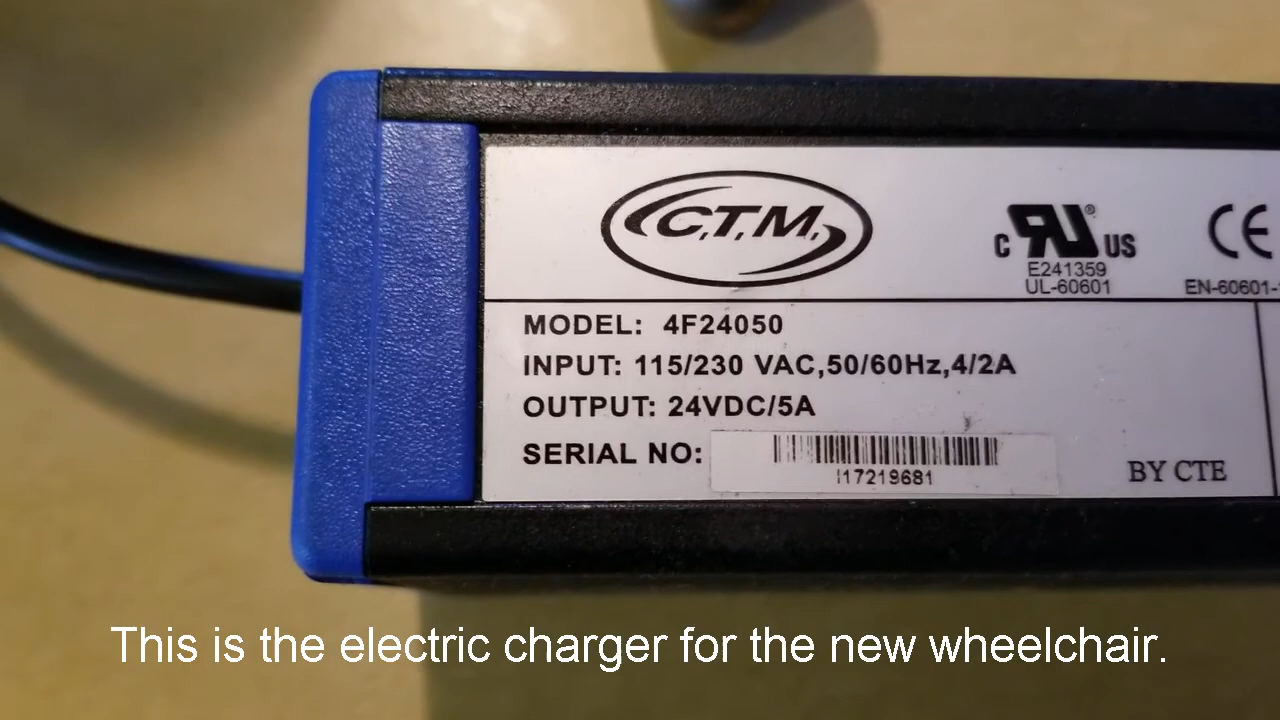 C.T.M.
C RU® US
E241359
UL-60601
CE
EN-60601-
MODEL: 4F24050
INPUT: 115/230 VAC,50/60Hz,4/2A
OUTPUT: 24VDC/5A
SERIAL NO:
I17219681
BY CTE
This is the electric charger for the new wheelchair.